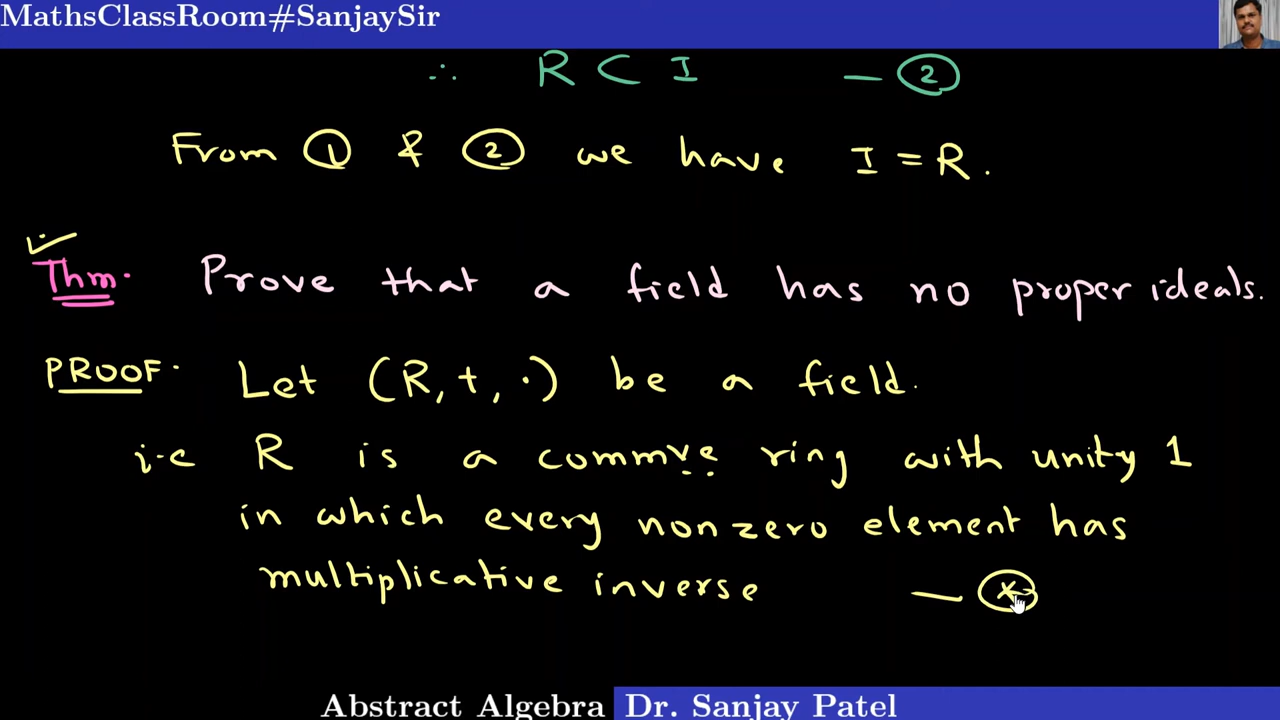 MathsClassRoom#SanjaySir
∴ R ⊂ I — ②
From ① & ② we have I = R.
Thm. Prove that a field has no proper ideals.
PROOF. Let (R, +, ·) be a field.
i.e R is a commve ring with unity 1
in which every nonzero element has
multiplicative inverse — ⊛
Abstract Algebra Dr. Sanjay Patel